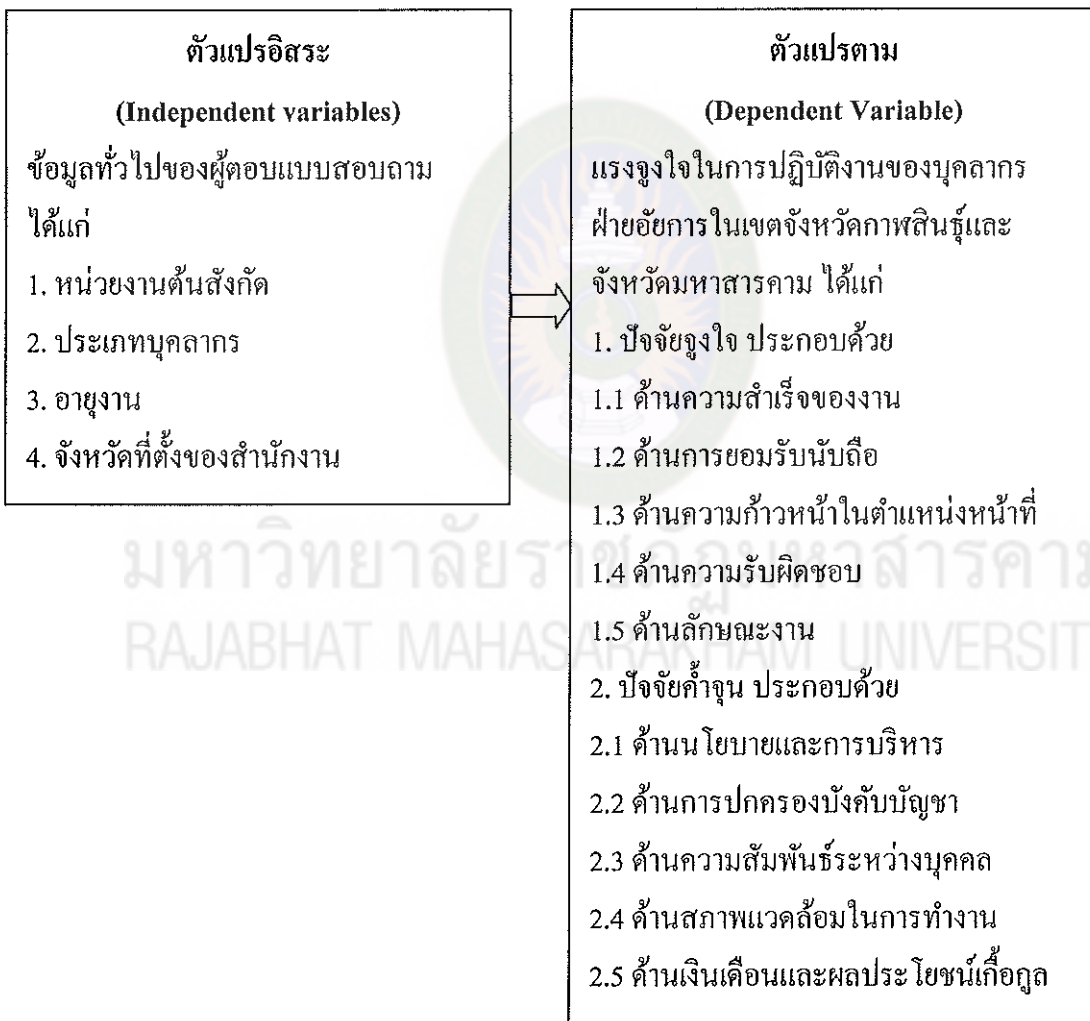 ตัวแปรอิสระ
(Independent variables)
ข้อมูลทั่วไปของผู้ตอบแบบสอบถาม
ได้แก่
1. หน่วยงานต้นสังกัด
2. ประเภทบุคลากร
3. อายุงาน
4. จังหวัดที่ตั้งของสำนักงาน
ตัวแปรตาม
(Dependent Variable)
แรงจูงใจในการปฏิบัติงานของบุคลากร
ฝ่ายอัยการในเขตจังหวัดกาฬสินธุ์และ
จังหวัดมหาสารคาม ได้แก่
1. ปัจจัยจูงใจ ประกอบด้วย
1.1 ด้านความสำเร็จของงาน
1.2 ด้านการยอมรับนับถือ
1.3 ด้านความก้าวหน้าในตำแหน่งหน้าที่
1.4 ด้านความรับผิดชอบ
1.5 ด้านลักษณะงาน
2. ปัจจัยค้ำจุน ประกอบด้วย
2.1 ด้านนโยบายและการบริหาร
2.2 ด้านการปกครองบังคับบัญชา
2.3 ด้านความสัมพันธ์ระหว่างบุคคล
2.4 ด้านสภาพแวดล้อมในการทำงาน
2.5 ด้านเงินเดือนและผลประโยชน์เกื้อกูล
มหาวิทยาลัยราชภัฏมหาสารคาม
RAJABHAT MAHASARAKHAM UNIVERSIT